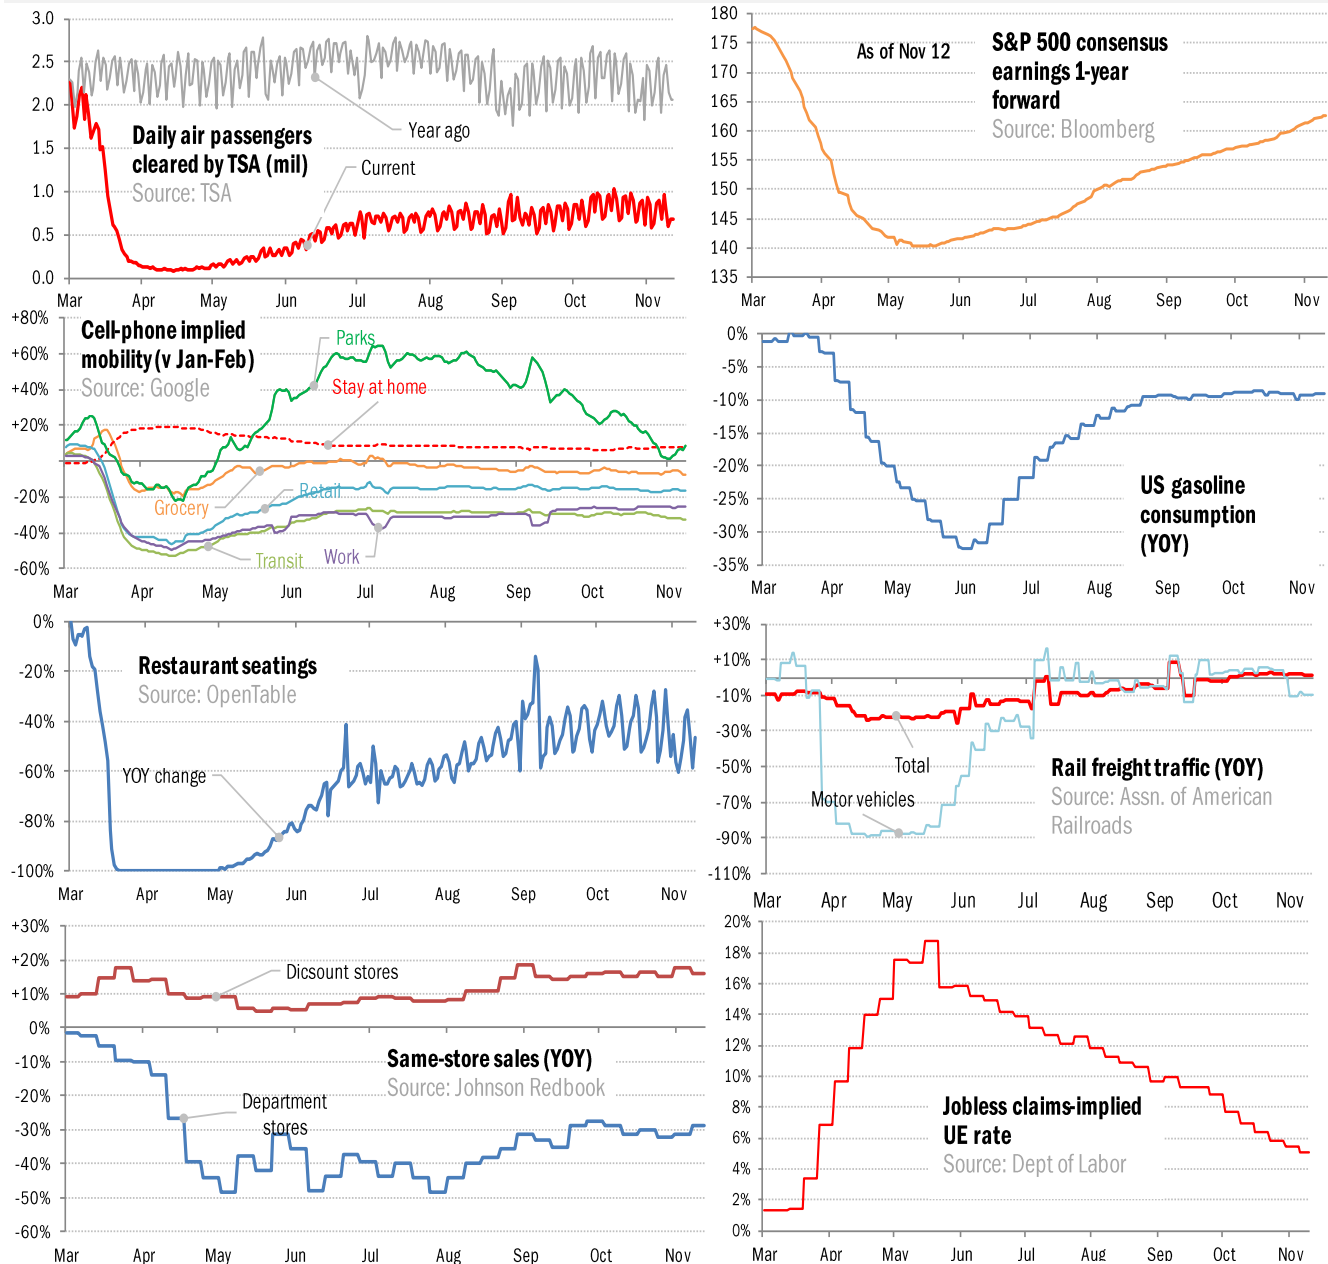 3.0
2.5
2.0
1.5
1.0
0.5
0.0
Daily air passengers
cleared by TSA (mil)
Source: TSA
Year ago
Current
Mar Apr May Jun Jul Aug Sep Oct Nov
180
175
170
165
160
155
150
145
140
135
As of Nov 12
S&P 500 consensus
earnings 1-year
forward
Source: Bloomberg
Mar Apr May Jun Jul Aug Sep Oct Nov
+80%
+60%
+40%
+20%
-20%
-40%
-60%
Cell-phone implied
mobility (v Jan-Feb)
Source: Google
Parks
Stay at home
Grocery
Retail
Transit
Work
Mar Apr May Jun Jul Aug Sep Oct Nov
0%
-5%
-10%
-15%
-20%
-25%
-30%
-35%
US gasoline
consumption
(YOY)
Mar Apr May Jun Jul Aug Sep Oct Nov
0%
-20%
-40%
-60%
-80%
-100%
Restaurant seatings
Source: OpenTable
YOY change
Mar Apr May Jun Jul Aug Sep Oct Nov
+30%
+10%
-10%
-30%
-50%
-70%
-90%
-110%
Total
Motor vehicles
Rail freight traffic (YOY)
Source: Assn. of American
Railroads
Mar Apr May Jun Jul Aug Sep Oct Nov
+30%
+20%
+10%
0%
-10%
-20%
-30%
-40%
-50%
-60%
Dicsount stores
Same-store sales (YOY)
Source: Johnson Redbook
Department
stores
Mar Apr May Jun Jul Aug Sep Oct Nov
20%
18%
16%
14%
12%
10%
8%
6%
4%
2%
0%
Jobless claims-implied
UE rate
Source: Dept of Labor
Mar Apr May Jun Jul Aug Sep Oct Nov